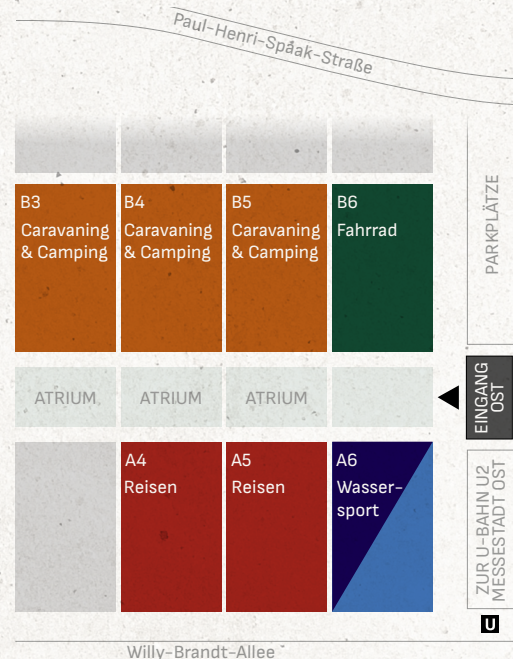 Paul-Henri-Spaak-Straße
B3
Caravaning
& Camping
B4
Caravaning
& Camping
B5
Caravaning
& Camping
B6
Fahrrad
PARKPLÄTZE
ATRIUM
ATRIUM
ATRIUM
EINGANG
OST
A4
Reisen
A5
Reisen
A6
Wasser-
sport
ZUR U-BAHN U2
MESSESTADT OST
U
Willy-Brandt-Allee